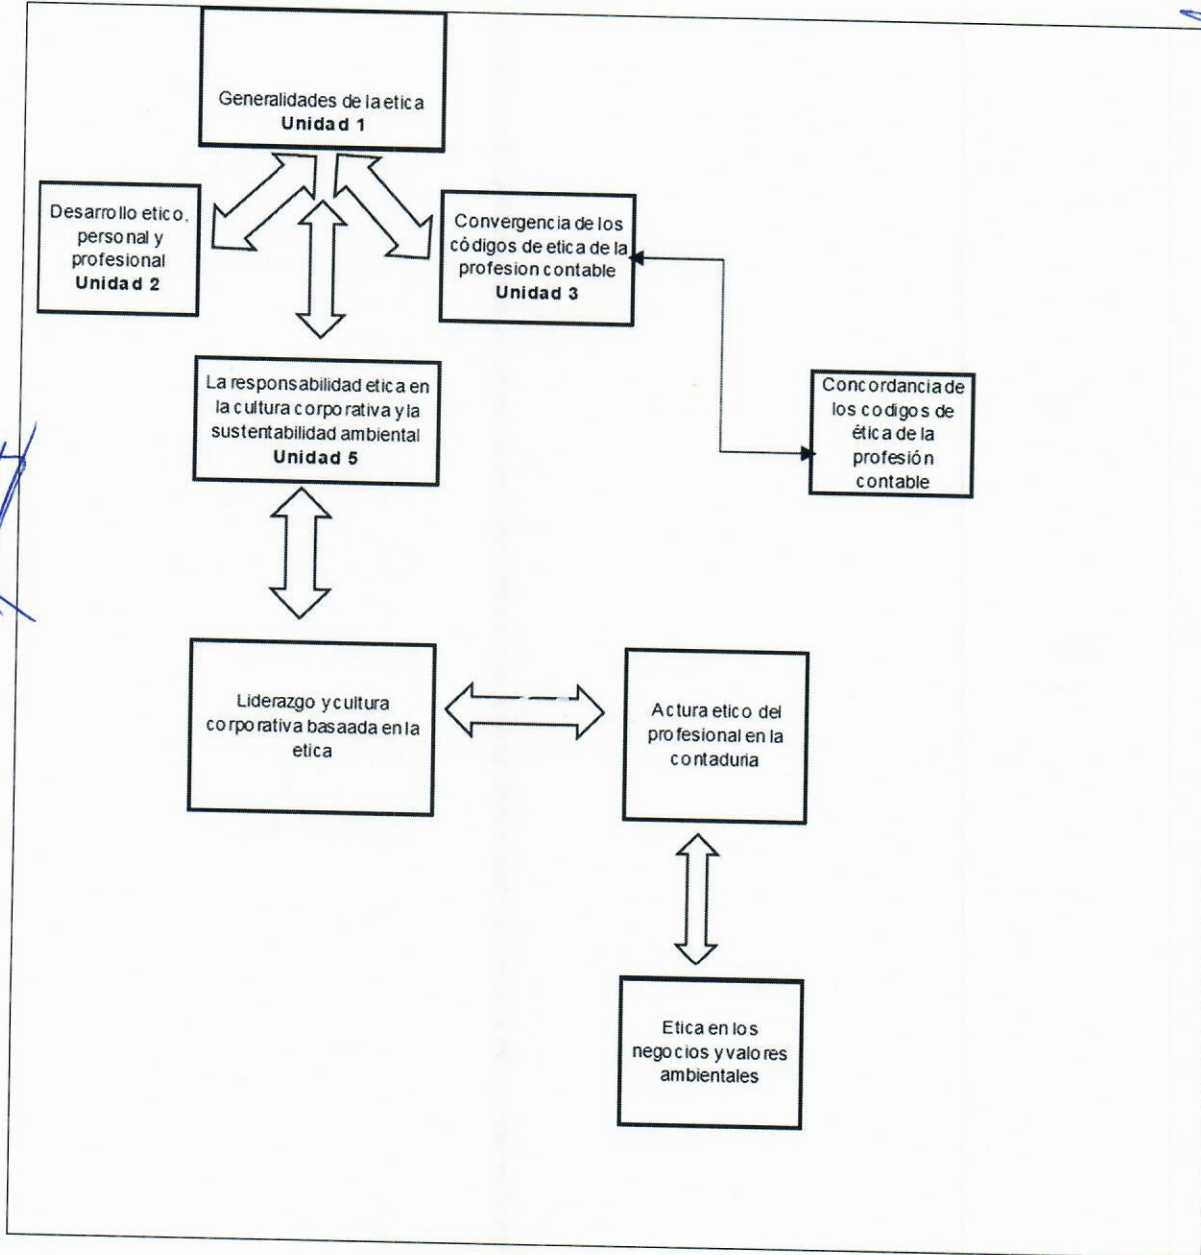 Generalidades de la etica
Unidad 1
Desarrollo etico,
personal y
profesional
Unidad 2
Convergencia de los
códigos de etica de la
profesion contable
Unidad 3
La responsabilidad etica en
la cultura corporativa y la
sustentabilidad ambiental
Unidad 5
Concordancia de
los codigos de
ética de la
profesión
contable
Liderazgo y cultura
corporativa basaada en la
etica
Actura etico del
profesional en la
contaduria
Etica en los
negocios y valores
ambientales